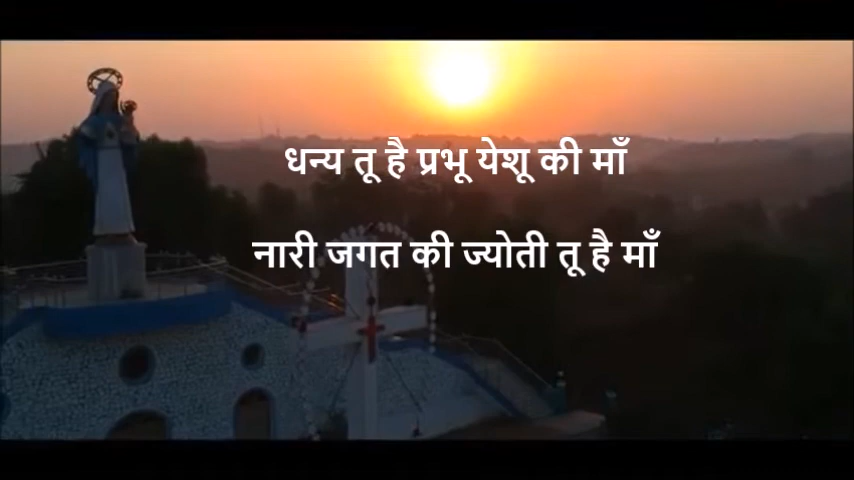 धन्य तू है प्रभू येशू की माँ
नारी जगत की ज्योती तू है माँ